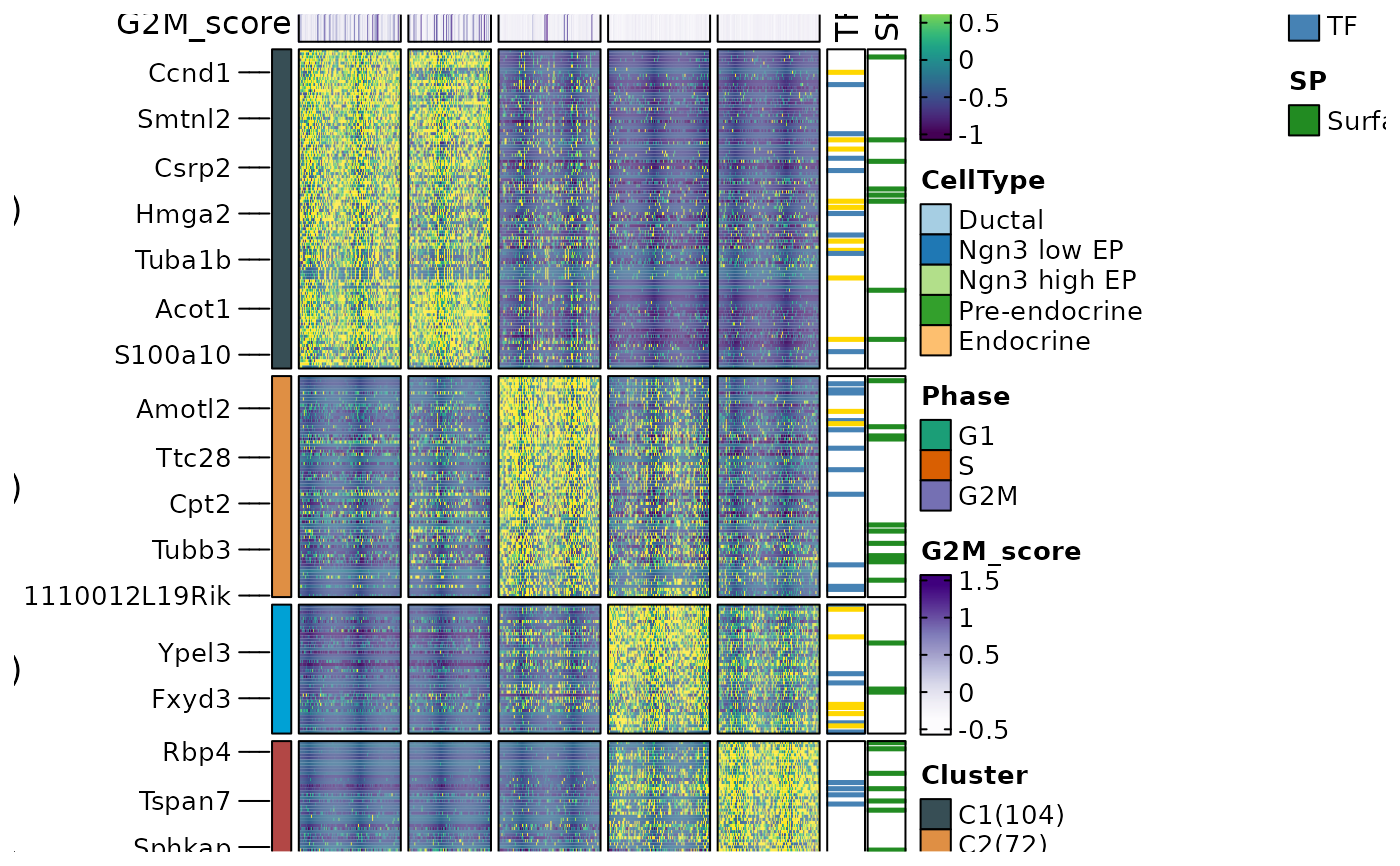 G2M_score
Ccnd1
Smtnl2
Csrp2
Hmga2
Tuba1b
Acot1
S100a10
Amotl2
Ttc28
Cpt2
Tubb3
1110012L19Rik
Ypel3
Fxyd3
Rbp4
Tspan7
Sphkap
)
)
)
0.5
0
-0.5
-1
CellType
Ductal
Ngn3 low EP
Ngn3 high EP
Pre-endocrine
Endocrine
Phase
G1
S
G2M
G2M_score
1.5
1
0.5
0
-0.5
Cluster
C1(104)
C2(72)
TF
SP